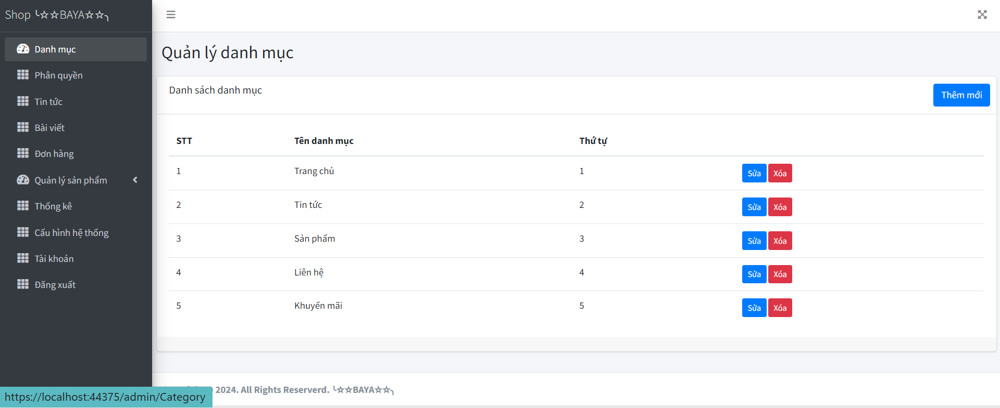 Shop ╰☆☆BAYA☆☆╮
Danh mục
Phân quyền
Tin tức
Bài viết
Đơn hàng
Quản lý sản phẩm
Thống kê
Cấu hình hệ thống
Tài khoản
Đăng xuất
Quản lý danh mục
Danh sách danh mục
Thêm mới
STT Tên danh mục Thứ tự
1 Trang chủ 1 Sửa Xóa
2 Tin tức 2 Sửa Xóa
3 Sản phẩm 3 Sửa Xóa
4 Liên hệ 4 Sửa Xóa
5 Khuyến mãi 5 Sửa Xóa
2024. All Rights Reserverd. ╰☆☆BAYA☆☆╮
https://localhost:44375/admin/Category